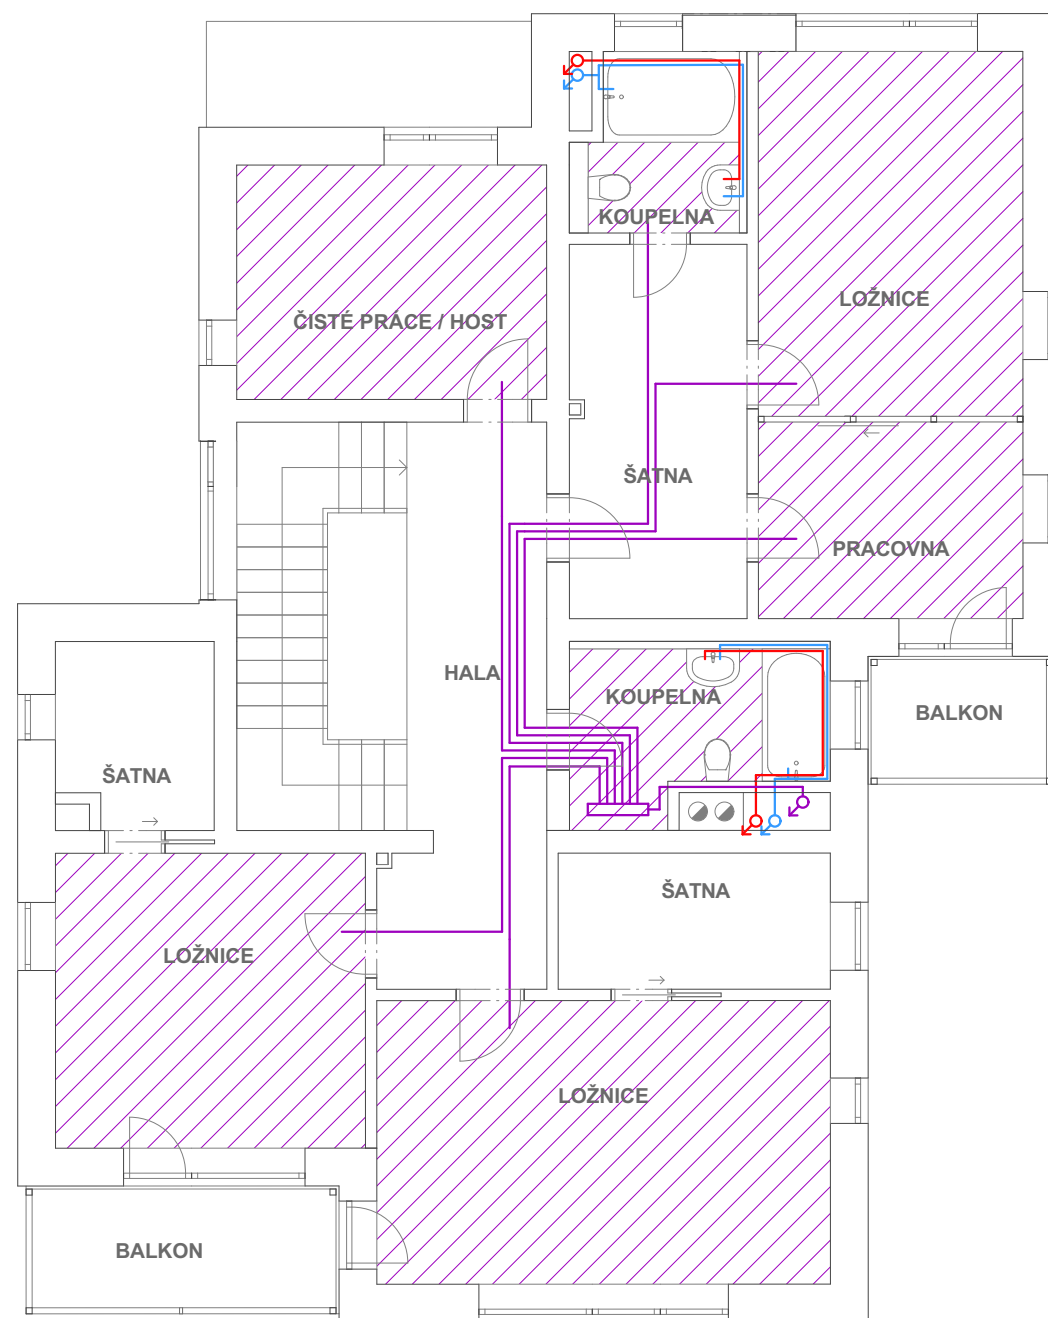 KOUPELNA
LOŽNICE
ČISTÉ PRÁCE / HOST
ŠATNA
PRACOVNA
HALA
KOUPELNA
BALKON
ŠATNA
ŠATNA
LOŽNICE
LOŽNICE
BALKON